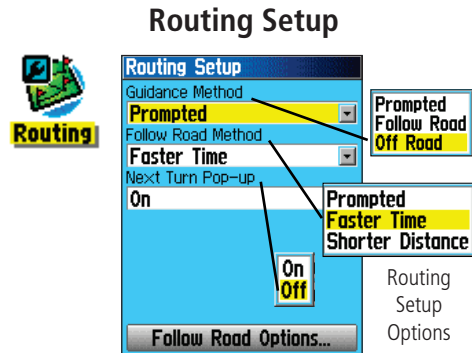 Routing Setup
Routing
Routing Setup
Guidance Method
Prompted
Follow Road Method
Faster Time
Next Turn Pop-up
On
Follow Road Options...
Prompted
Follow Road
Off Road
Prompted
Faster Time
Shorter Distance
On
Off
Routing
Setup
Options